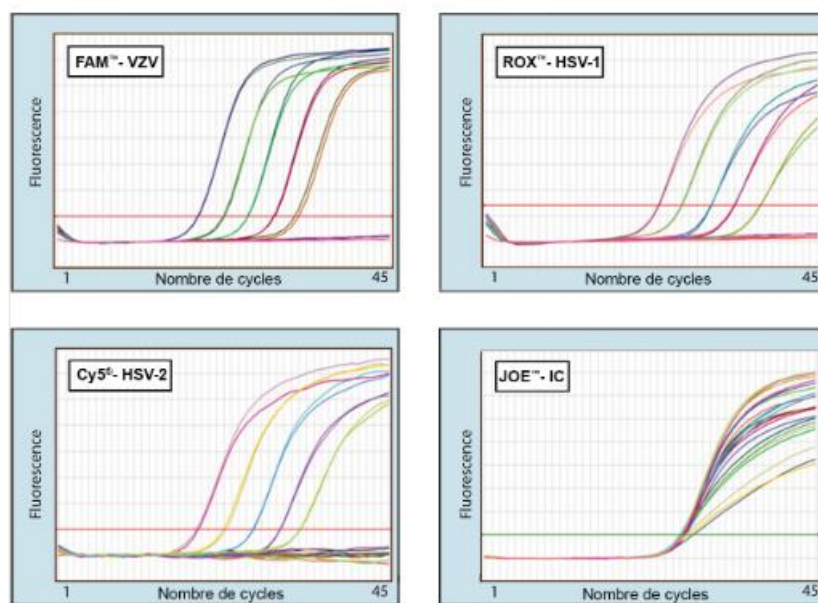 FAM™- VZV
Fluorescence
1
Nombre de cycles
45
ROX™- HSV-1
Fluorescence
1
Nombre de cycles
45
Cy5®- HSV-2
Fluorescence
1
Nombre de cycles
45
JOE™- IC
Fluorescence
1
Nombre de cycles
45